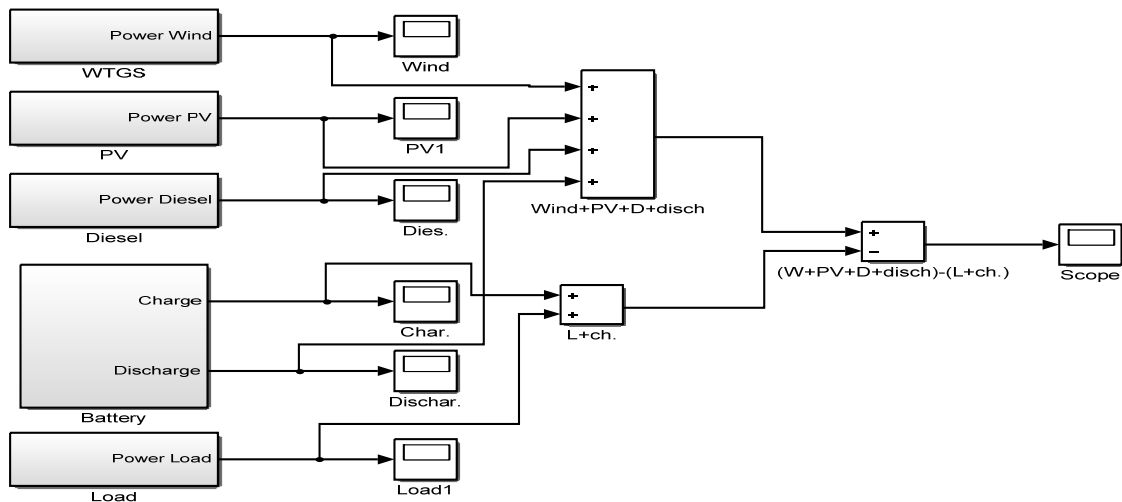 Power Wind
WTGS
Wind
Power PV
PV
PV1
Power Diesel
Diesel
Dies.
+
+
+
+
Wind+PV+D+disch
Charge
Discharge
Battery
Char.
Dischar.
+
+
L+ch.
Power Load
Load
Load1
+
−
(W+PV+D+disch)-(L+ch.)
Scope